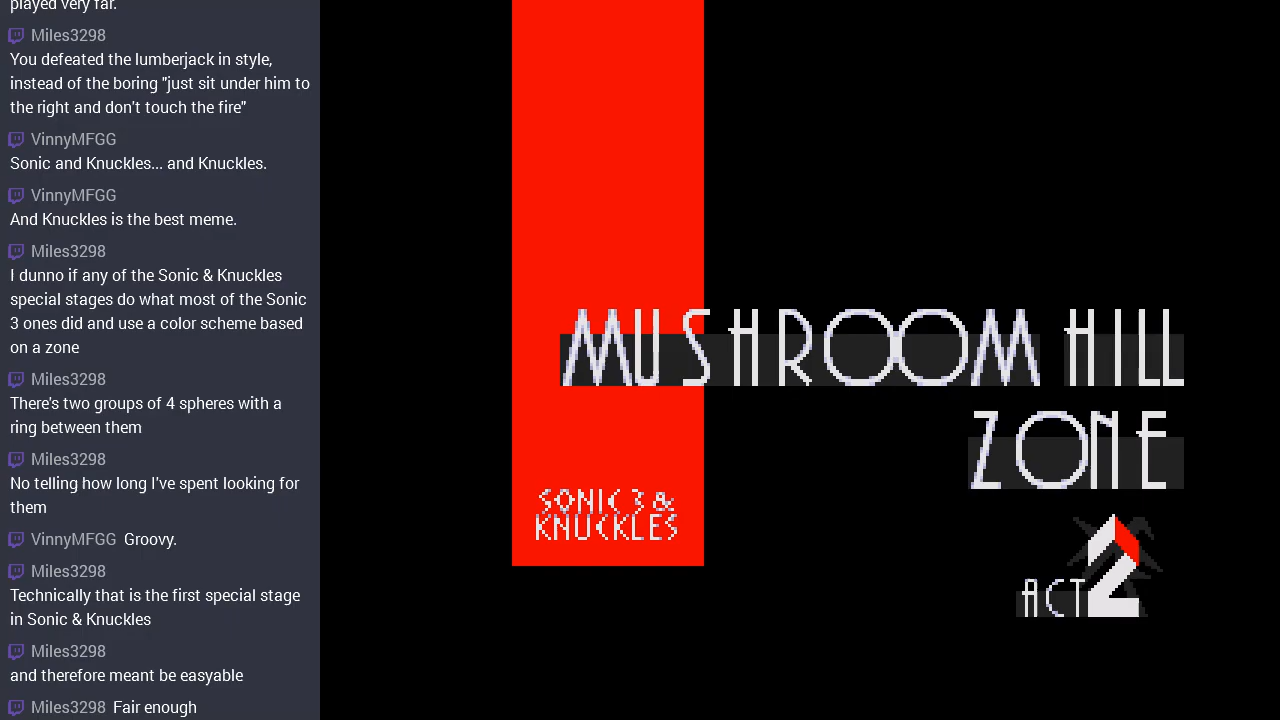 played very far.
Miles3298
You defeated the lumberjack in style,
instead of the boring "just sit under him to
the right and don't touch the fire"
VinnyMFGG
Sonic and Knuckles... and Knuckles.
VinnyMFGG
And Knuckles is the best meme.
Miles3298
I dunno if any of the Sonic & Knuckles
special stages do what most of the Sonic
3 ones did and use a color scheme based
on a zone
Miles3298
There's two groups of 4 spheres with a
ring between them
Miles3298
No telling how long I've spent looking for
them
VinnyMFGG Groovy.
Miles3298
Technically that is the first special stage
in Sonic & Knuckles
Miles3298
and therefore meant be easyable
Miles3298 Fair enough
MUSHROOM HILL
ZONE
SONIC 3 &
KNUCKLES
ACT 2